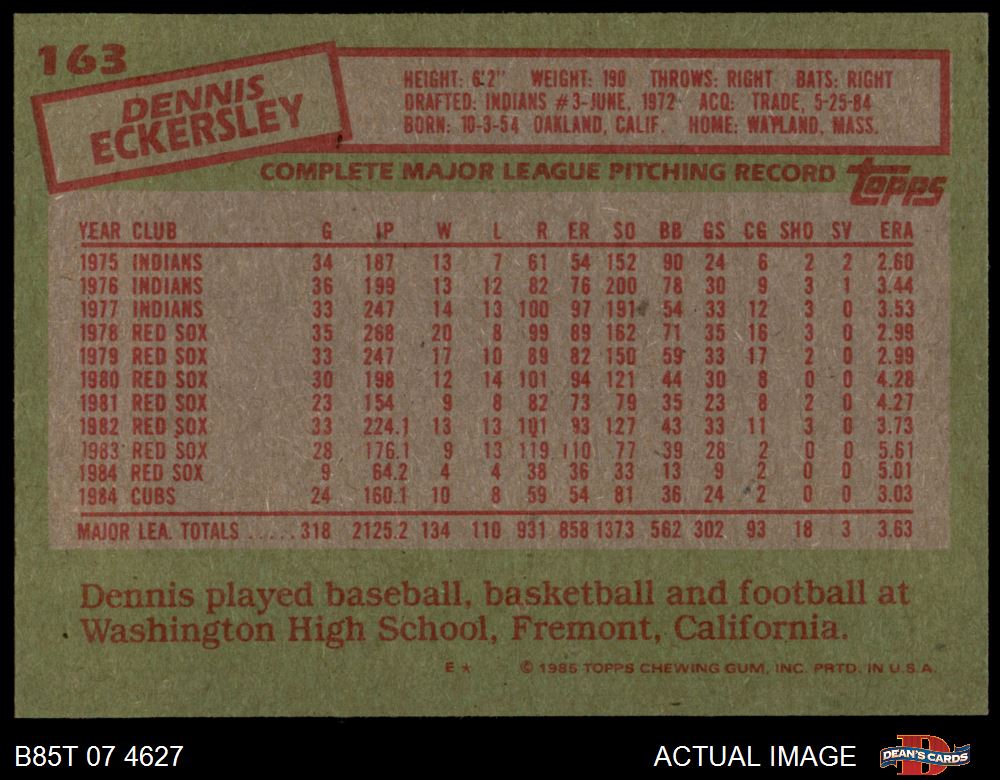 163
DENNIS
ECKERSLEY
HEIGHT: 6'2" WEIGHT: 190 THROWS: RIGHT BATS: RIGHT
DRAFTED: INDIANS #3-JUNE, 1972 ACQ: TRADE, 5-25-84
BORN: 10-3-54 OAKLAND, CALIF. HOME: WAYLAND, MASS.
COMPLETE MAJOR LEAGUE PITCHING RECORD topps
YEAR CLUB G IP W L R ER SO BB GS CG SHO SV ERA
1975 INDIANS 34 187 13 7 61 54 152 90 24 6 2 2 2.60
1976 INDIANS 36 199 13 12 82 76 200 78 30 9 3 1 3.44
1977 INDIANS 33 247 14 13 100 97 191 54 33 12 3 0 3.53
1978 RED SOX 35 268 20 8 99 89 162 71 35 16 3 0 2.99
1979 RED SOX 33 247 17 10 89 82 150 59 33 17 2 0 2.99
1980 RED SOX 30 198 12 14 101 94 121 44 30 8 0 0 4.28
1981 RED SOX 23 154 9 8 82 73 79 35 23 8 2 0 4.27
1982 RED SOX 33 224.1 13 13 101 93 127 43 33 11 3 0 3.73
1983 RED SOX 28 176.1 9 13 119 110 77 39 28 2 0 0 5.61
1984 RED SOX 9 64.2 4 4 38 36 33 13 9 2 0 0 5.01
1984 CUBS 24 160.1 10 8 59 54 81 36 24 2 0 0 3.03
MAJOR LEA. TOTALS ..... 318 2125.2 134 110 931 858 1373 562 302 93 18 3 3.63
Dennis played baseball, basketball and football at
Washington High School, Fremont, California.
E * © 1985 TOPPS CHEWING GUM, INC. PRTD. IN U.S.A.
B85T 07 4627 ACTUAL IMAGE DEAN'S CARDS